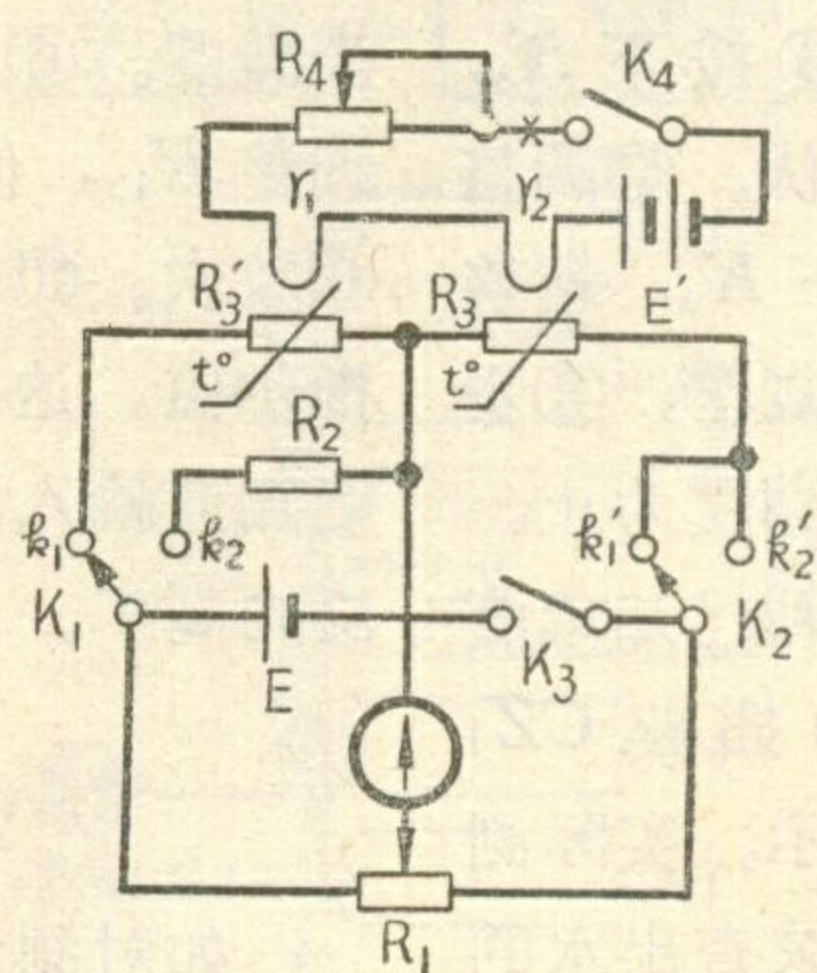 R₄ K₄
r₁ r₂
R₃′ R₃ E′
t° t°
R₂
k₁ k₂ k₁′ k₂′
K₁ E K₃ K₂
R₁